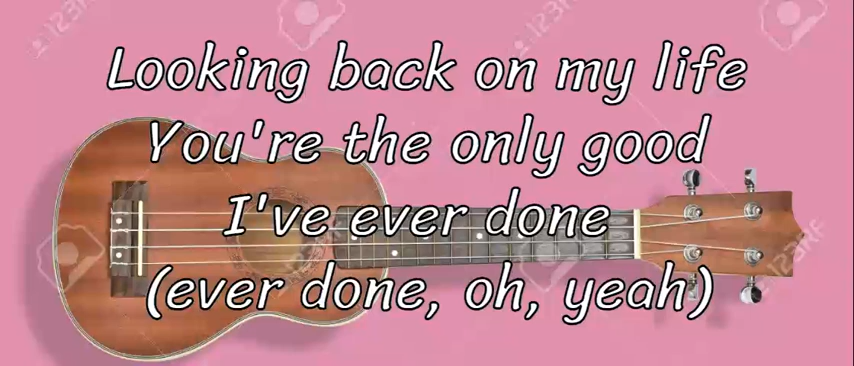 Looking back on my life
You're the only good
I've ever done
(ever done, oh, yeah)